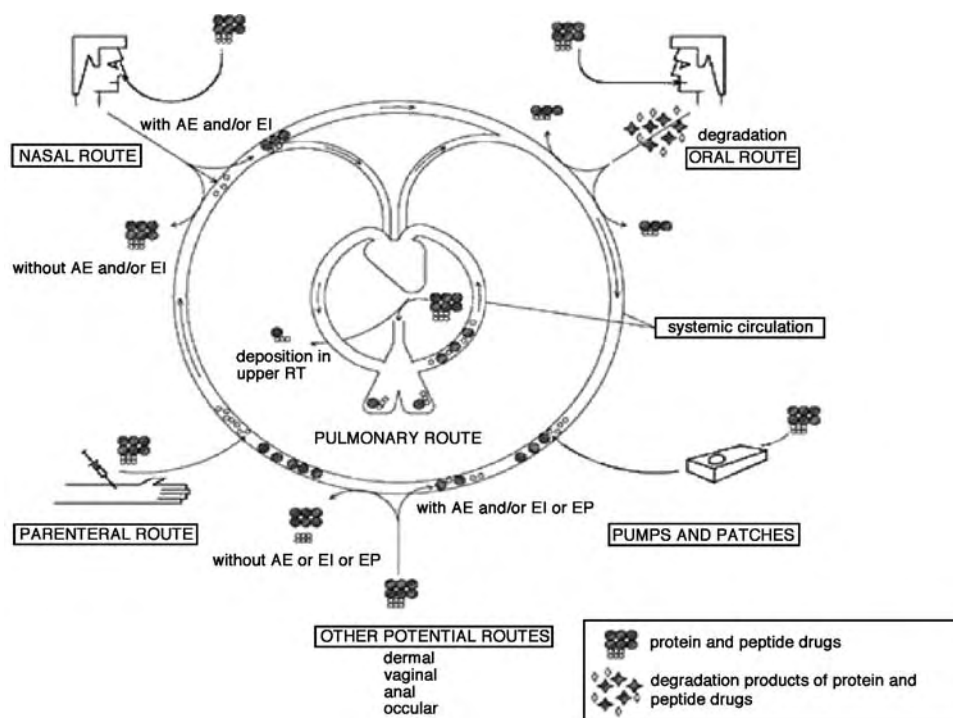 with AE and/or EI
NASAL ROUTE
degradation
ORAL ROUTE
without AE and/or EI
systemic circulation
deposition in
upper RT
PULMONARY ROUTE
PARENTERAL ROUTE
with AE and/or EI or EP
PUMPS AND PATCHES
without AE or EI or EP
OTHER POTENTIAL ROUTES
dermal
vaginal
anal
occular
protein and peptide drugs
degradation products of protein and
peptide drugs